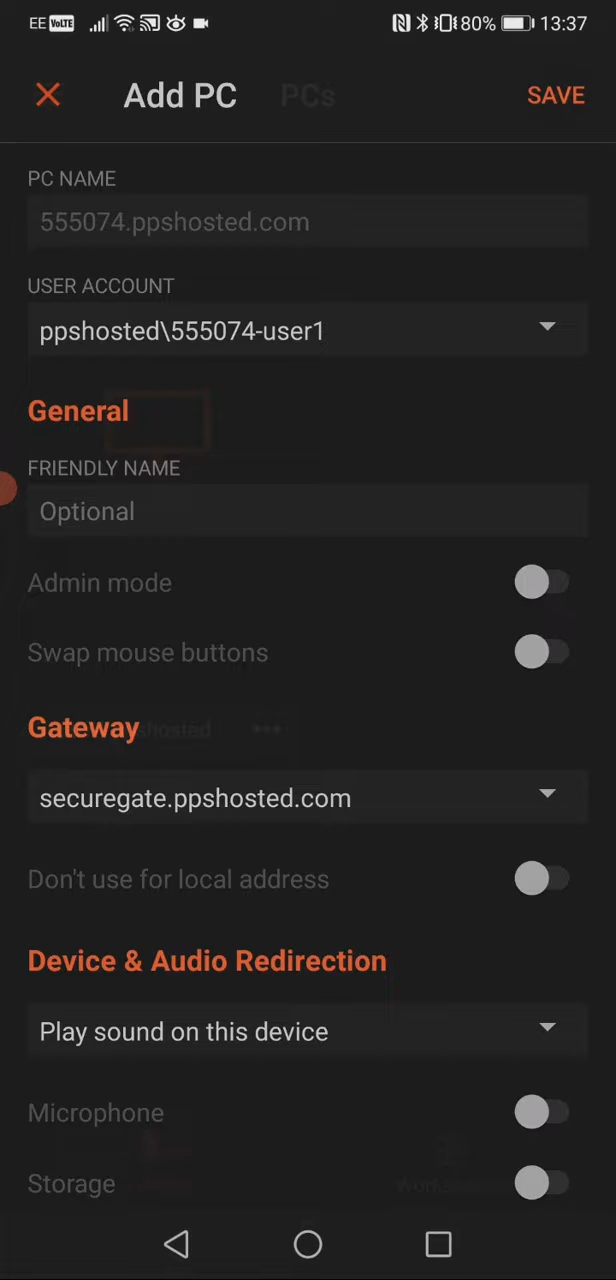 EE VoLTE 80% 13:37
Add PC PCs SAVE
PC NAME
555074.ppshosted.com
USER ACCOUNT
ppshosted\555074-user1
General
FRIENDLY NAME
Optional
Admin mode
Swap mouse buttons
Gateway hosted
securegate.ppshosted.com
Don't use for local address
Device & Audio Redirection
Play sound on this device
Microphone
Storage